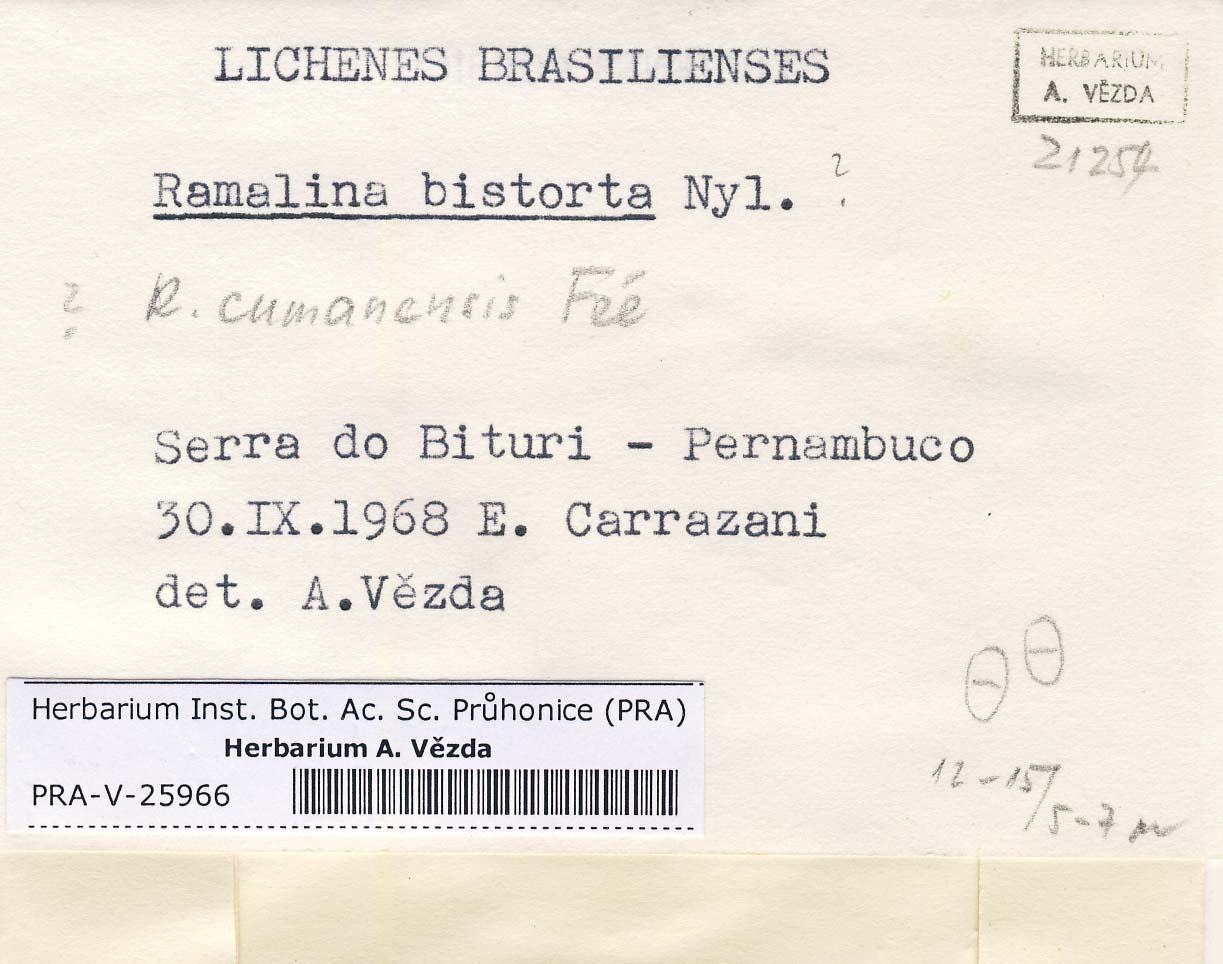 LICHENES BRASILIENSES
HERBARIUM
A. VĚZDA
21254
Ramalina bistorta Nyl. ?
? R. cumanensis Fée
Serra do Bituri - Pernambuco
30.IX.1968 E. Carrazani
det. A.Vězda
12-15/5-7 µ
Herbarium Inst. Bot. Ac. Sc. Průhonice (PRA)
Herbarium A. Vězda
PRA-V-25966